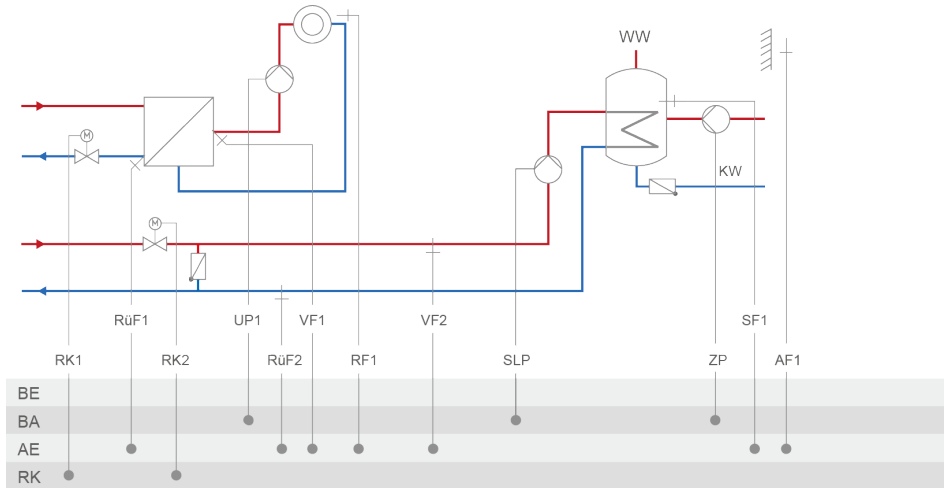 WW
M
KW
M
RüF1 UP1 VF1 VF2 SF1
RK1 RK2 RüF2 RF1 SLP ZP AF1
BE
BA
AE
RK